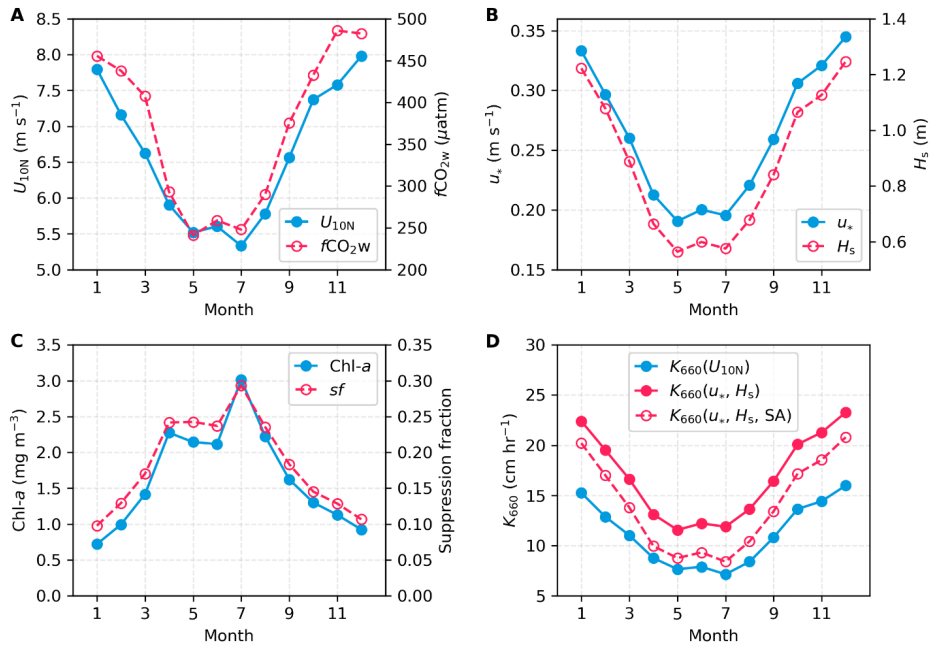 A
8.5
8.0
7.5
7.0
6.5
6.0
5.5
5.0
U10N (m s−1)
500
450
400
350
300
250
200
fCO2w (μatm)
U10N
fCO2w
1 3 5 7 9 11
Month
B
0.35
0.30
0.25
0.20
0.15
u* (m s−1)
1.4
1.2
1.0
0.8
0.6
Hs (m)
u*
Hs
1 3 5 7 9 11
Month
C
3.5
3.0
2.5
2.0
1.5
1.0
0.5
0.0
Chl-a (mg m−3)
0.35
0.30
0.25
0.20
0.15
0.10
0.05
0.00
Suppression fraction
Chl-a
sf
1 3 5 7 9 11
Month
D
30
25
20
15
10
5
K660 (cm hr−1)
K660(U10N)
K660(u*, Hs)
K660(u*, Hs, SA)
1 3 5 7 9 11
Month